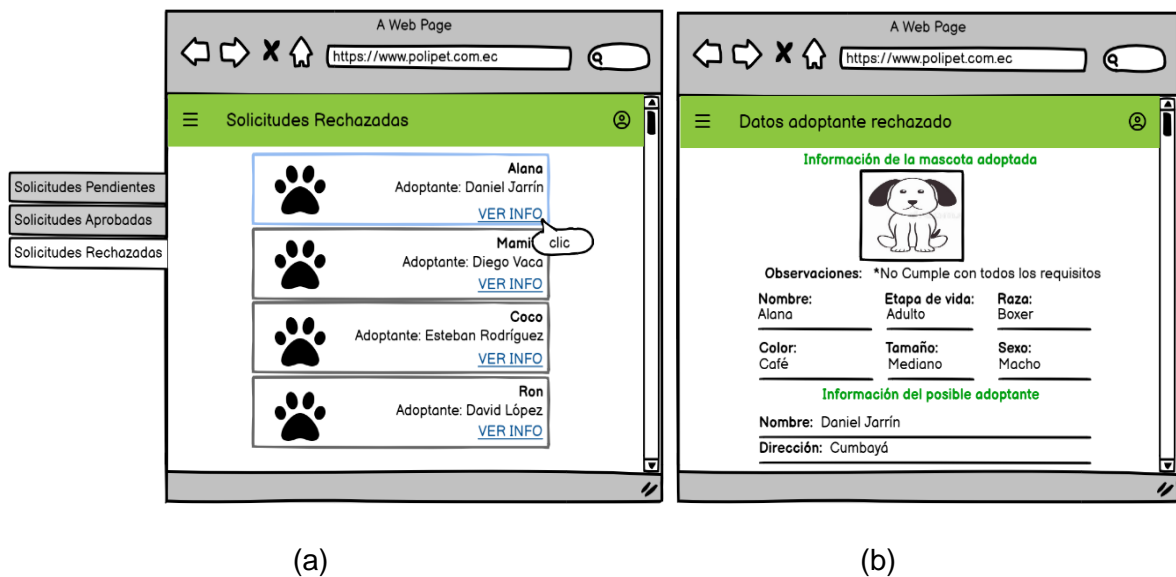 A Web Page
https://www.polipet.com.ec
Solicitudes Rechazadas
Solicitudes Pendientes
Solicitudes Aprobadas
Solicitudes Rechazadas
Alana
Adoptante: Daniel Jarrín
VER INFO
clic
Mami
Adoptante: Diego Vaca
VER INFO
Coco
Adoptante: Esteban Rodríguez
VER INFO
Ron
Adoptante: David López
VER INFO
(a)
A Web Page
https://www.polipet.com.ec
Datos adoptante rechazado
Información de la mascota adoptada
Observaciones: *No Cumple con todos los requisitos
Nombre: Etapa de vida: Raza:
Alana Adulto Boxer
Color: Tamaño: Sexo:
Café Mediano Macho
Información del posible adoptante
Nombre: Daniel Jarrín
Dirección: Cumbayá
(b)